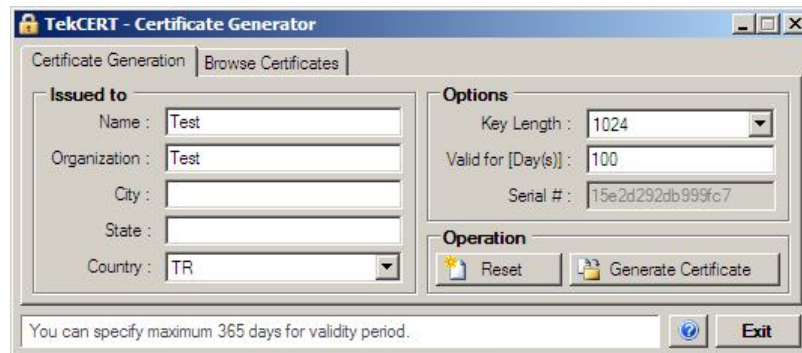 TekCERT - Certificate Generator
Certificate Generation
Browse Certificates
Issued to
Name : Test
Organization : Test
City :
State :
Country : TR
Options
Key Length : 1024
Valid for [Day(s)] : 100
Serial # : 15e2d292db999fc7
Operation
Reset
Generate Certificate
You can specify maximum 365 days for validity period.
Exit